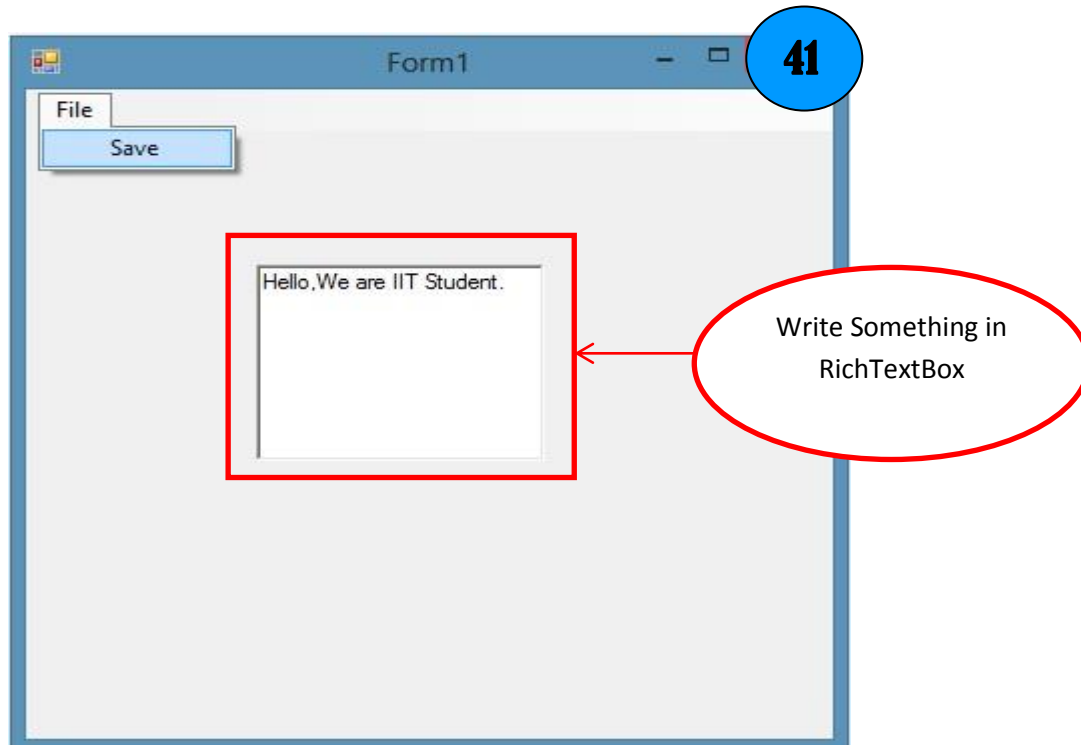 41
Form1
File
Save
Hello,We are IIT Student.
Write Something in
RichTextBox